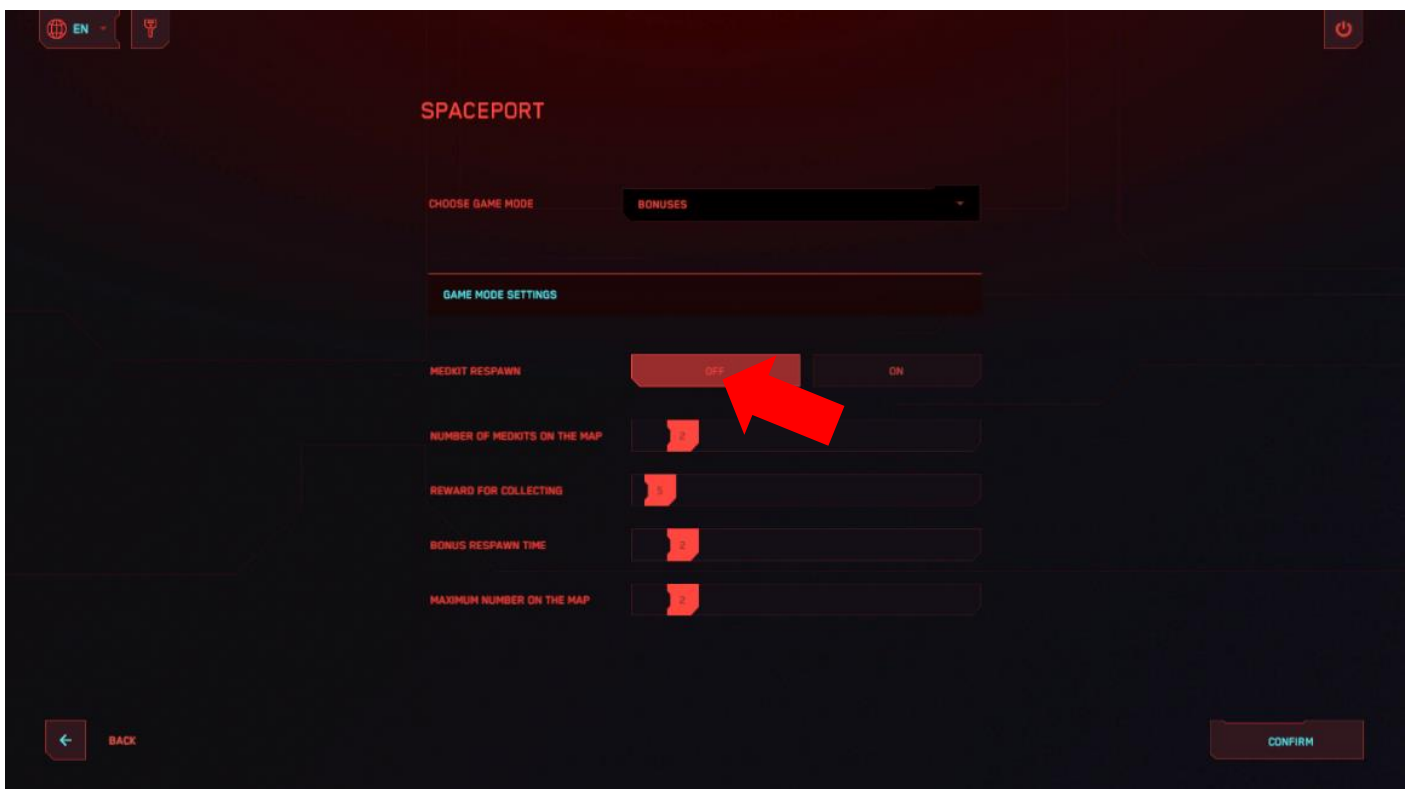 EN
SPACEPORT
CHOOSE GAME MODE BONUSES
GAME MODE SETTINGS
MEDKIT RESPAWN OFF ON
NUMBER OF MEDKITS ON THE MAP 2
REWARD FOR COLLECTING 5
BONUS RESPAWN TIME 2
MAXIMUM NUMBER ON THE MAP 2
BACK CONFIRM